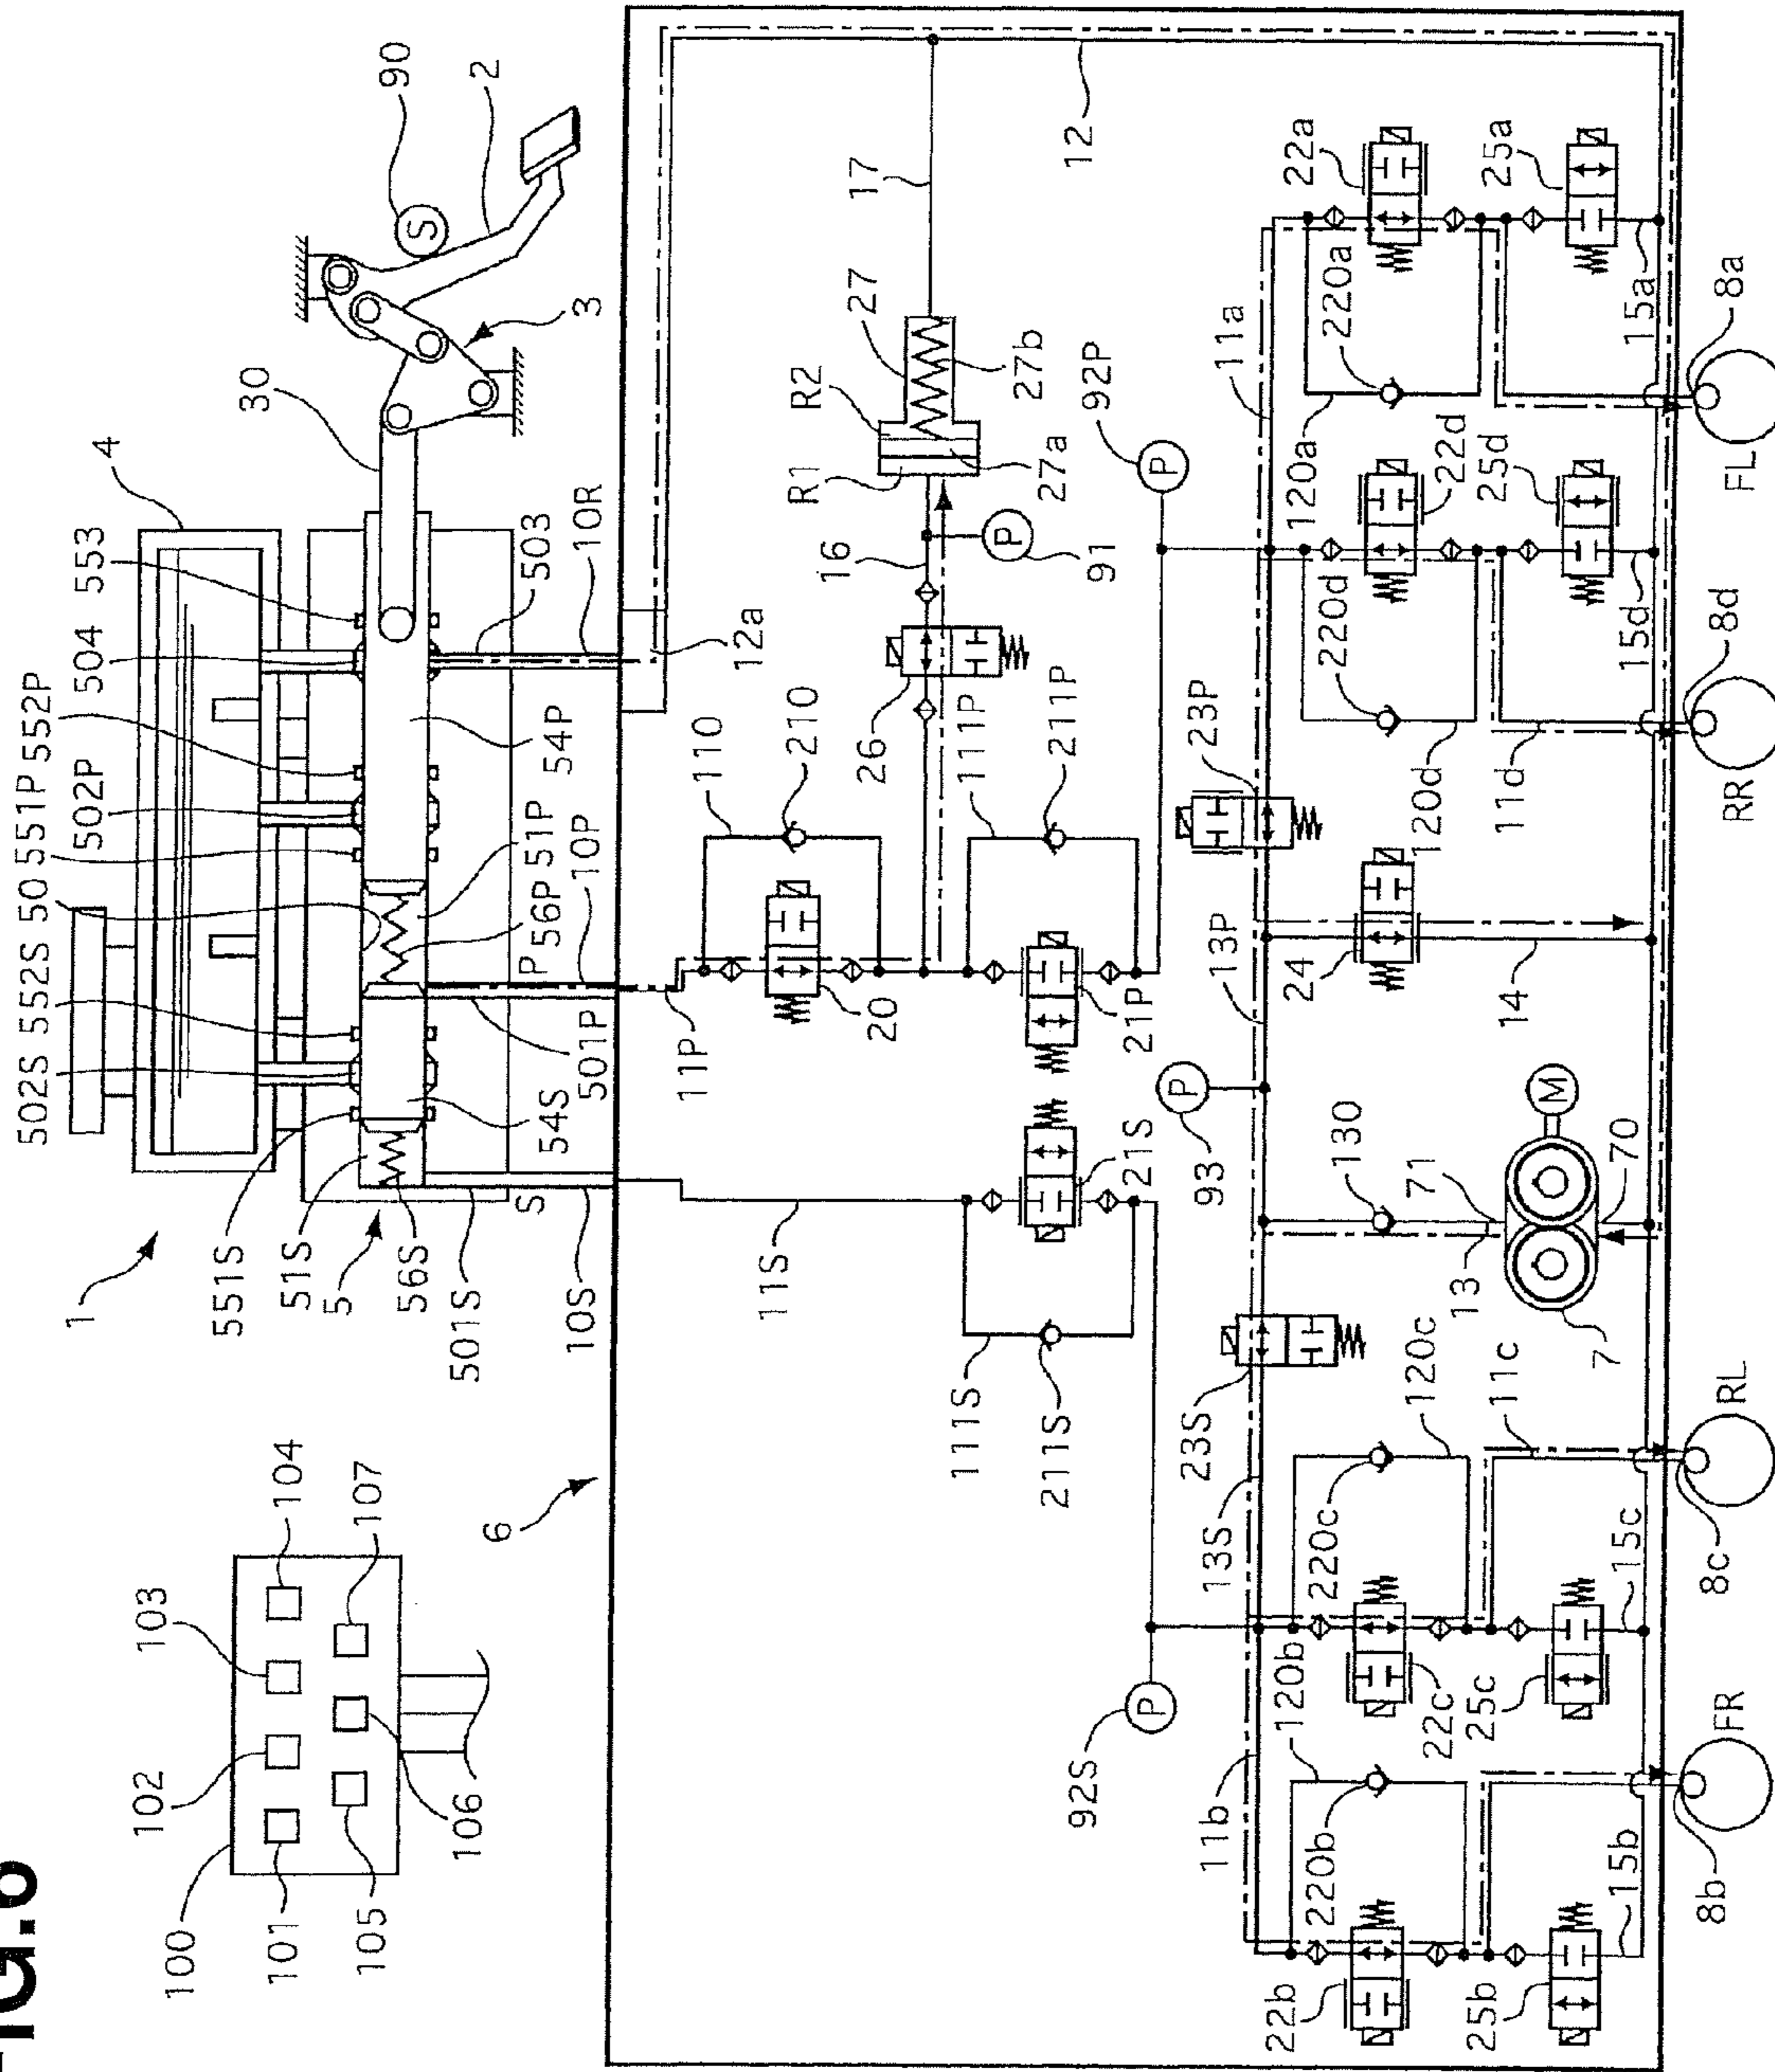 FIG.6
100
101
102
103
104
105
106
107
1
4
502S 552S 50 551P 552P
502P
504 553
30
90
2
3
S
551S
51S
5
56S
501S
10S
S
54S
501P
P
56P
51P
10P
54P
503
10R
6
11S
11P
110
210
20
16
26
91
P
R1
R2
27
27a
27b
17
12a
12
111S
211S
21S
21P
111P
211P
92P
P
92S
P
93
P
13S
23S
13P
23P
11b
11a
120b
220b
22b
25b
15b
220c
120c
22c
25c
15c
11c
130
71
13
70
7
M
24
14
220d
120d
22d
25d
15d
11d
220a
120a
22a
25a
15a
8b
FR
8c
RL
8d
RR
8a
FL